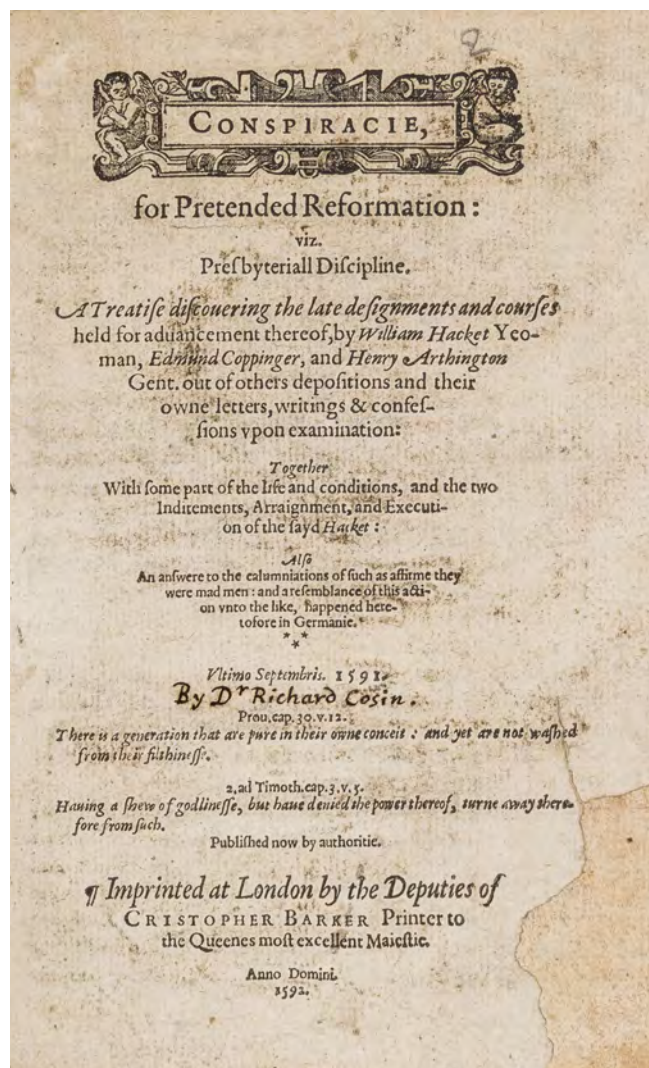 2
CONSPIRACIE,
for Pretended Reformation:
viz.
Preſbyteriall Diſcipline.
A Treatiſe diſcouering the late deſignments and courſes
held for aduancement thereof, by William Hacket Yeo-
man, Edmund Coppinger, and Henry Arthington
Gent. out of others depoſitions and their
owne letters, writings & confeſ-
ſions vpon examination:
Together
With ſome part of the life and conditions, and the two
Inditements, Arraignment, and Executi-
on of the ſayd Hacket:
Alſo
An anſwere to the calumniations of ſuch as affirme they
were mad men: and a reſemblance of this acti-
on vnto the like, happened here-
tofore in Germanie.
***
Vltimo Septembris. 1591.
By Dr Richard Cosin.
Prou.cap.30.v.12.
There is a generation that are pure in their owne conceit: and yet are not waſhed
from their filthineſſe.
2.ad Timoth.cap.3.v.5.
Hauing a ſhew of godlineſſe, but haue denied the power thereof, turne away there-
fore from ſuch.
Publiſhed now by authoritie.
¶ Imprinted at London by the Deputies of
CRISTOPHER BARKER Printer to
the Queenes moſt excellent Maieſtie.
Anno Domini.
1592.